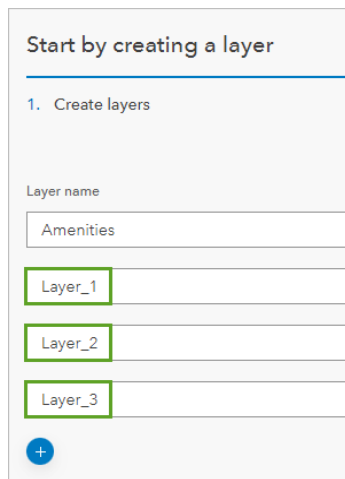 Start by creating a layer
1. Create layers
Layer name
Amenities
Layer_1
Layer_2
Layer_3
+